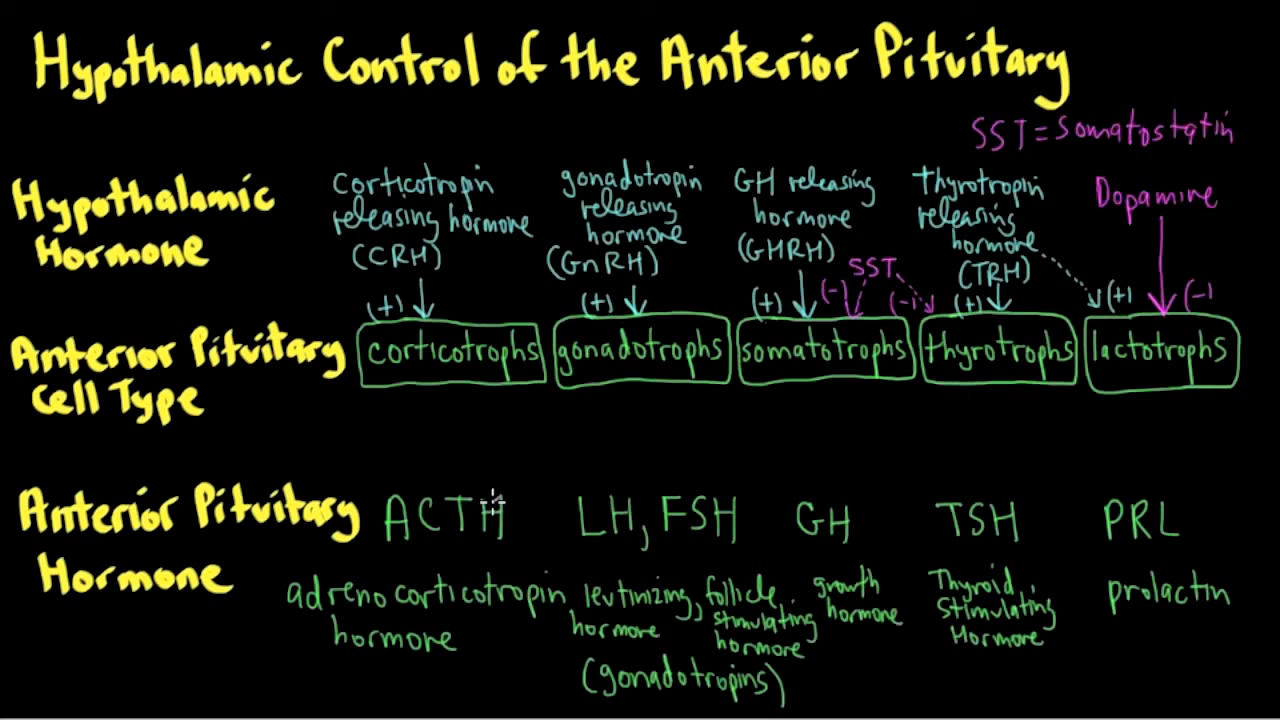 Hypothalamic Control of the Anterior Pituitary
SST = Somatostatin
Hypothalamic
Hormone
corticotropin
releasing hormone
(CRH)
(+)
gonadotropin
releasing
hormone
(GnRH)
(+)
GH releasing
hormone
(GHRH)
(+)
SST
(-)
(-)
Thyrotropin
releasing
hormone
(TRH)
(+)
(+)
Dopamine
(-)
Anterior Pituitary
Cell Type
corticotrophs
gonadotrophs
somatotrophs
thyrotrophs
lactotrophs
Anterior Pituitary
Hormone
ACTH
adrenocorticotropin
hormone
LH, FSH
leutinizing,
hormone
follicle
stimulating
hormone
(gonadotropins)
GH
growth
hormone
TSH
Thyroid
Stimulating
Hormone
PRL
prolactin